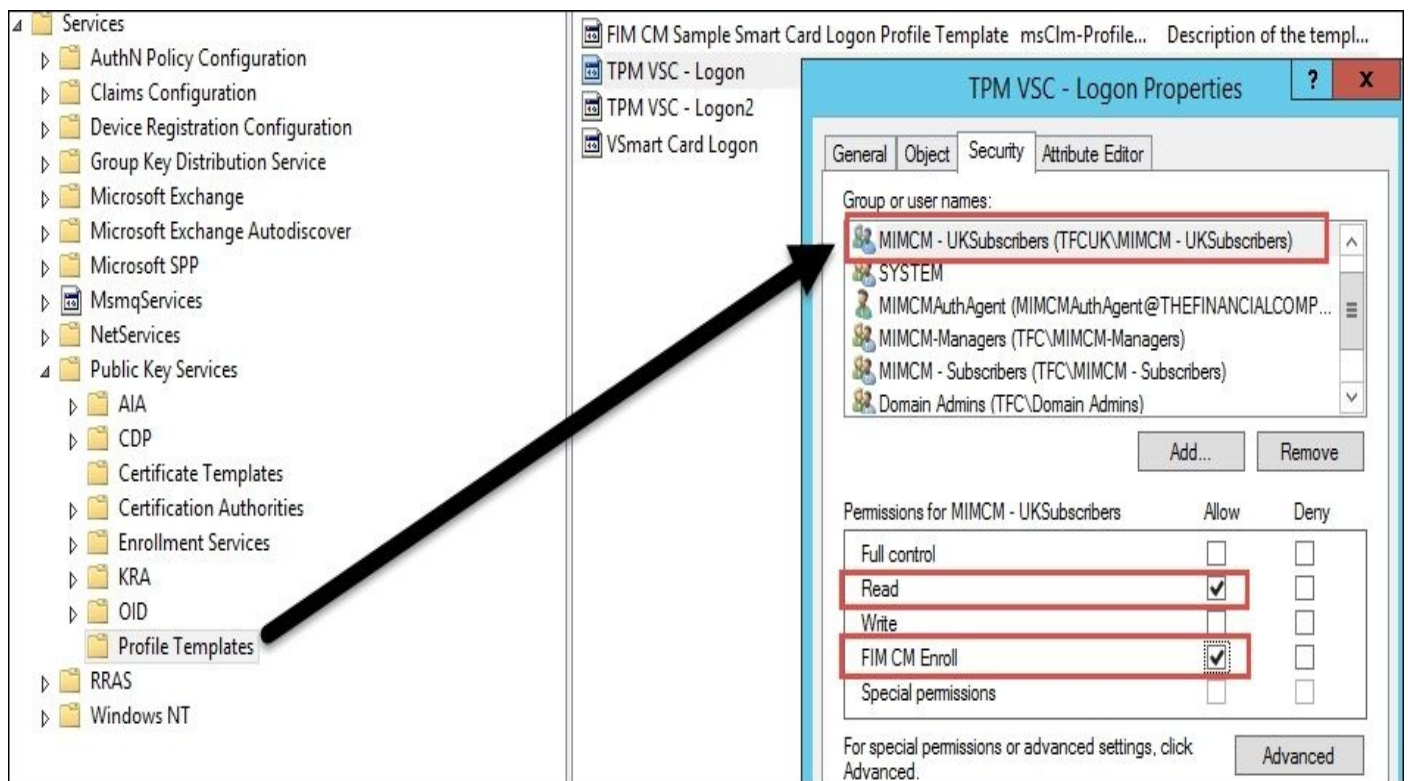 Services
AuthN Policy Configuration
Claims Configuration
Device Registration Configuration
Group Key Distribution Service
Microsoft Exchange
Microsoft Exchange Autodiscover
Microsoft SPP
MsmqServices
NetServices
Public Key Services
AIA
CDP
Certificate Templates
Certification Authorities
Enrollment Services
KRA
OID
Profile Templates
RRAS
Windows NT
FIM CM Sample Smart Card Logon Profile Template msClm-Profile... Description of the templ...
TPM VSC - Logon
TPM VSC - Logon2
VSmart Card Logon
TPM VSC - Logon Properties ? X
General Object Security Attribute Editor
Group or user names:
MIMCM - UKSubscribers (TFCUK\MIMCM - UKSubscribers)
SYSTEM
MIMCMAuthAgent (MIMCMAuthAgent@THEFINANCIALCOMP...
MIMCM-Managers (TFC\MIMCM-Managers)
MIMCM - Subscribers (TFC\MIMCM - Subscribers)
Domain Admins (TFC\Domain Admins)
Add... Remove
Permissions for MIMCM - UKSubscribers Allow Deny
Full control
Read
Write
FIM CM Enroll
Special permissions
For special permissions or advanced settings, click
Advanced.
Advanced